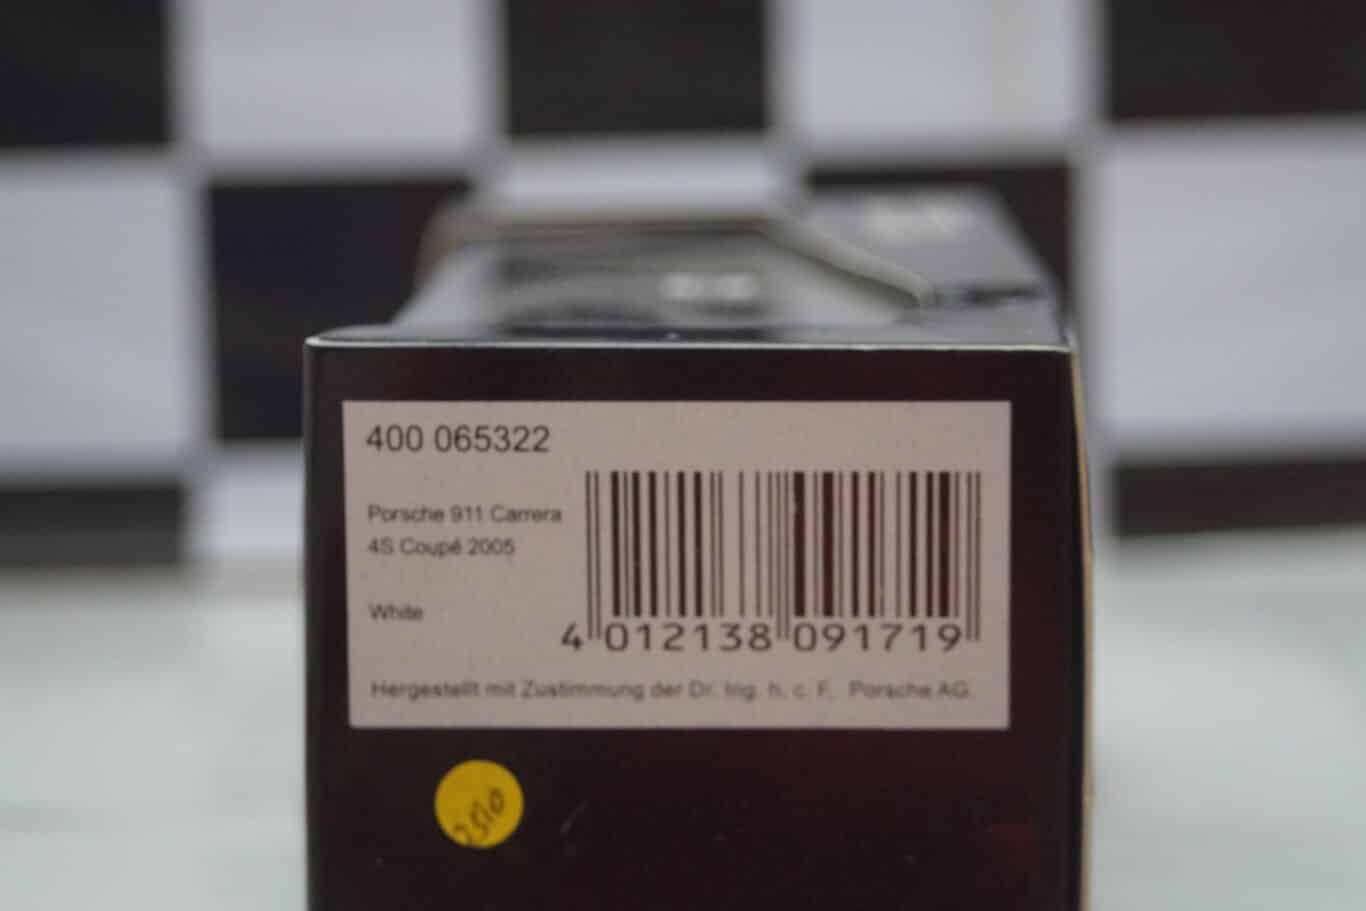 400 065322
Porsche 911 Carrera
4S Coupé 2005
White
4 012138 091719
Hergestellt mit Zustimmung der Dr. Ing. h. c. F. Porsche AG.